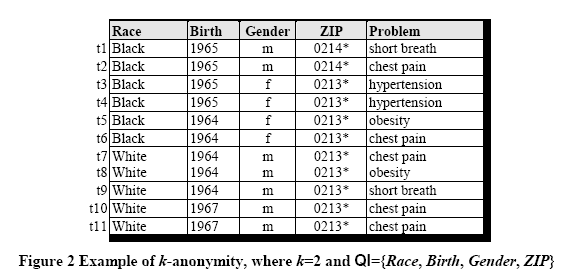 Race Birth Gender ZIP Problem
t1 Black 1965 m 0214* short breath
t2 Black 1965 m 0214* chest pain
t3 Black 1965 f 0213* hypertension
t4 Black 1965 f 0213* hypertension
t5 Black 1964 f 0213* obesity
t6 Black 1964 f 0213* chest pain
t7 White 1964 m 0213* chest pain
t8 White 1964 m 0213* obesity
t9 White 1964 m 0213* short breath
t10 White 1967 m 0213* chest pain
t11 White 1967 m 0213* chest pain
Figure 2 Example of k-anonymity, where k=2 and QI={Race, Birth, Gender, ZIP}